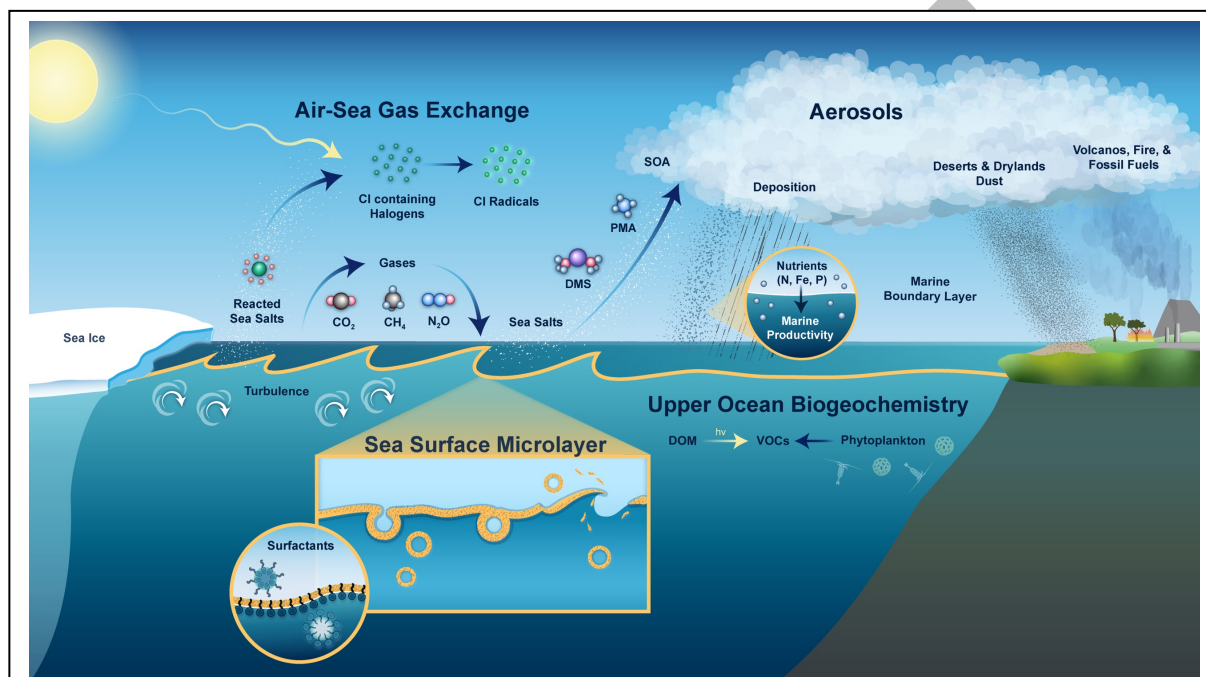 Air-Sea Gas Exchange
Aerosols
SOA
Deposition
Deserts & Drylands
Dust
Volcanos, Fire, &
Fossil Fuels
Cl containing
Halogens
Cl Radicals
PMA
DMS
Gases
Reacted
Sea Salts
CO₂
CH₄
N₂O
Sea Salts
Nutrients
(N, Fe, P)
Marine
Productivity
Marine
Boundary Layer
Sea Ice
Turbulence
Upper Ocean Biogeochemistry
DOM
hv
VOCs
Phytoplankton
Sea Surface Microlayer
Surfactants